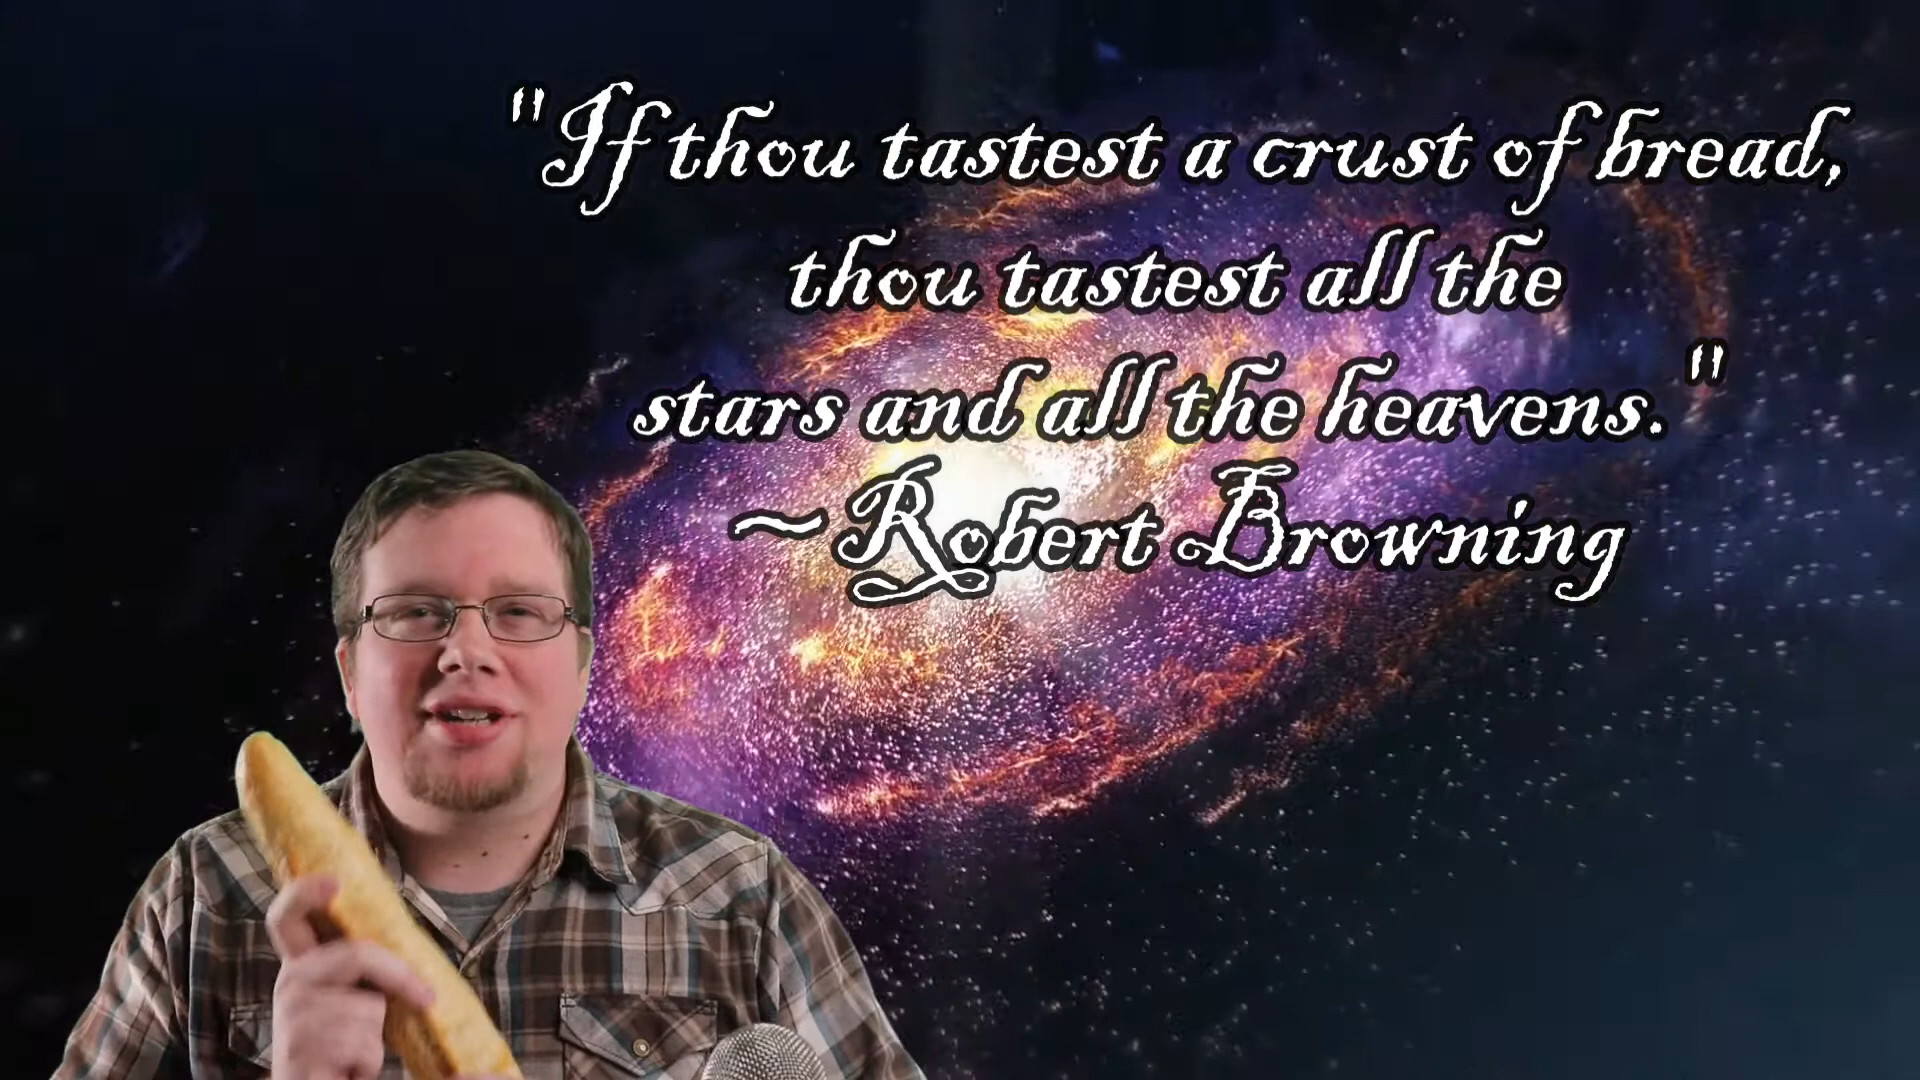 "If thou tastest a crust of bread,
thou tastest all the
stars and all the heavens."
~Robert Browning